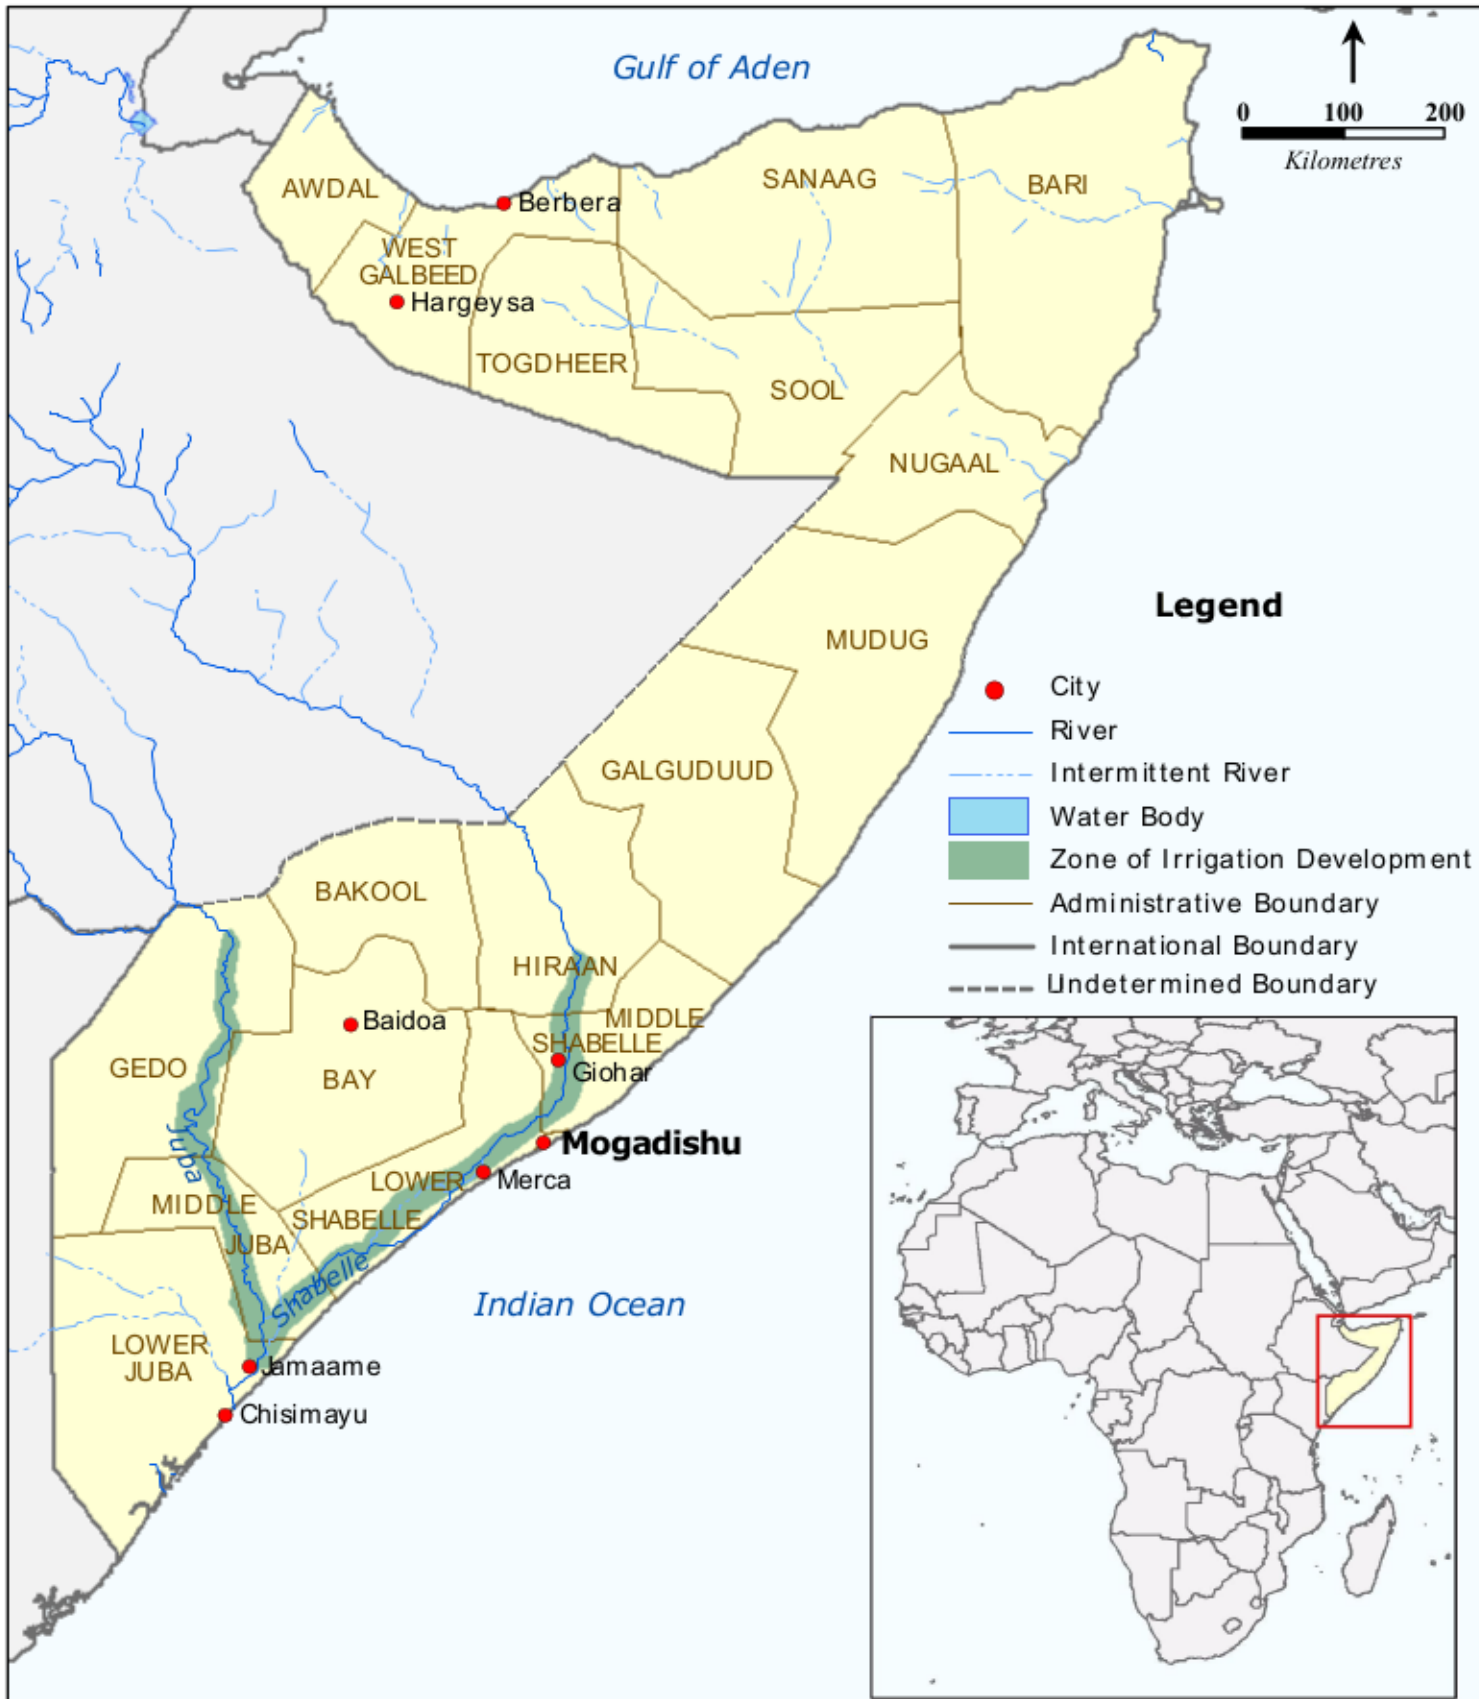 Gulf of Aden
0 100 200
Kilometres
AWDAL
SANAAG
BARI
Berbera
WEST
GALBEED
Hargeysa
TOGDHEER
SOOL
NUGAAL
MUDUG
GALGUDUUD
BAKOOL
HIRAAN
MIDDLE
SHABELLE
Baidoa
GEDO
BAY
Giohar
Juba
Mogadishu
LOWER
SHABELLE
Merca
MIDDLE
JUBA
Shabelle
Indian Ocean
LOWER
JUBA
Jamaame
Chisimayu
Legend
City
River
Intermittent River
Water Body
Zone of Irrigation Development
Administrative Boundary
International Boundary
Undetermined Boundary